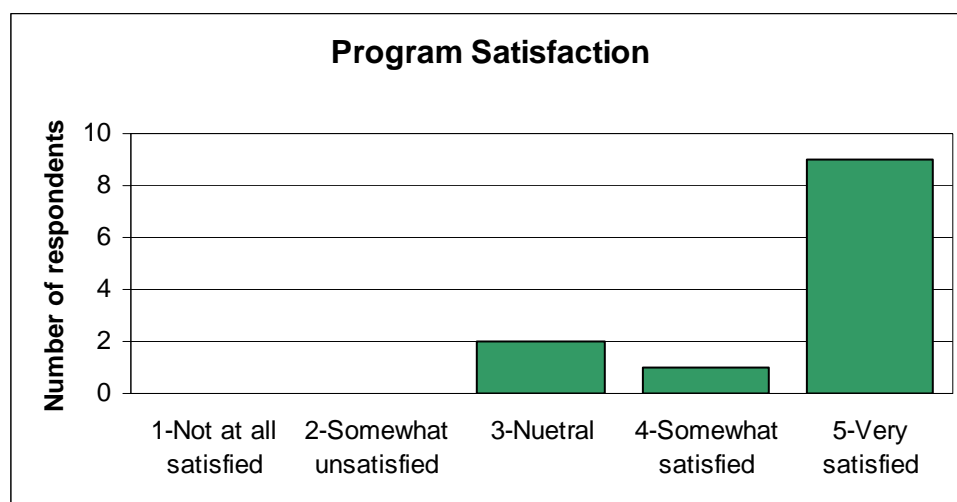 Program Satisfaction
Number of respondents
10
8
6
4
2
0
1-Not at all
satisfied
2-Somewhat
unsatisfied
3-Nuetral
4-Somewhat
satisfied
5-Very
satisfied